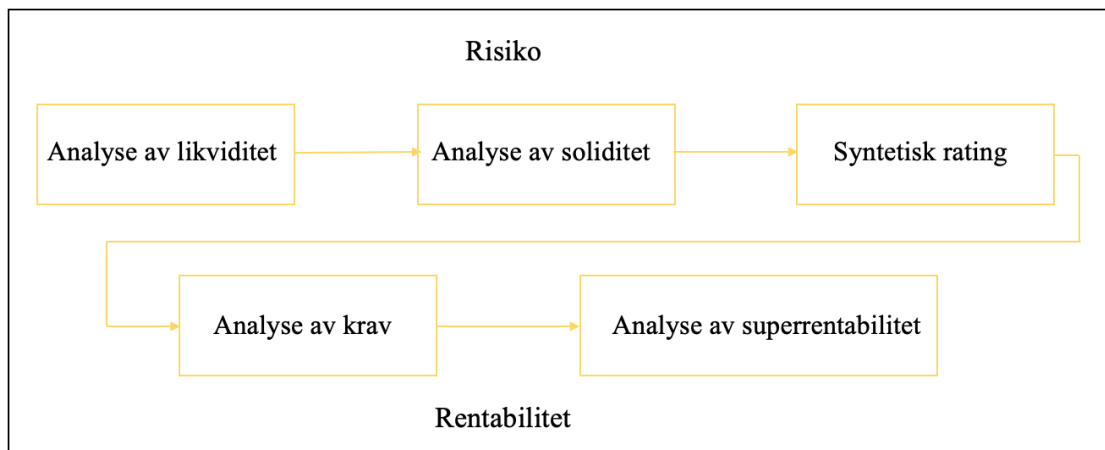 Risiko
Analyse av likviditet
Analyse av soliditet
Syntetisk rating
Analyse av krav
Analyse av superrentabilitet
Rentabilitet